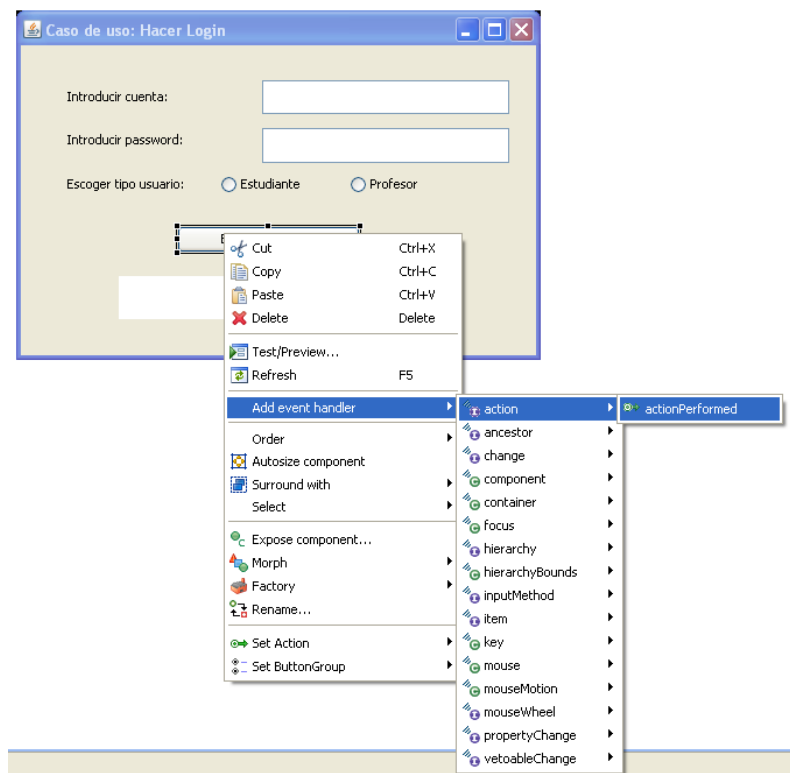 Caso de uso: Hacer Login
Introducir cuenta:
Introducir password:
Escoger tipo usuario: Estudiante Profesor
Cut Ctrl+X
Copy Ctrl+C
Paste Ctrl+V
Delete Delete
Test/Preview...
Refresh F5
Add event handler
Order
Autosize component
Surround with
Select
Expose component...
Morph
Factory
Rename...
Set Action
Set ButtonGroup
action
ancestor
change
component
container
focus
hierarchy
hierarchyBounds
inputMethod
item
key
mouse
mouseMotion
mouseWheel
propertyChange
vetoableChange
actionPerformed